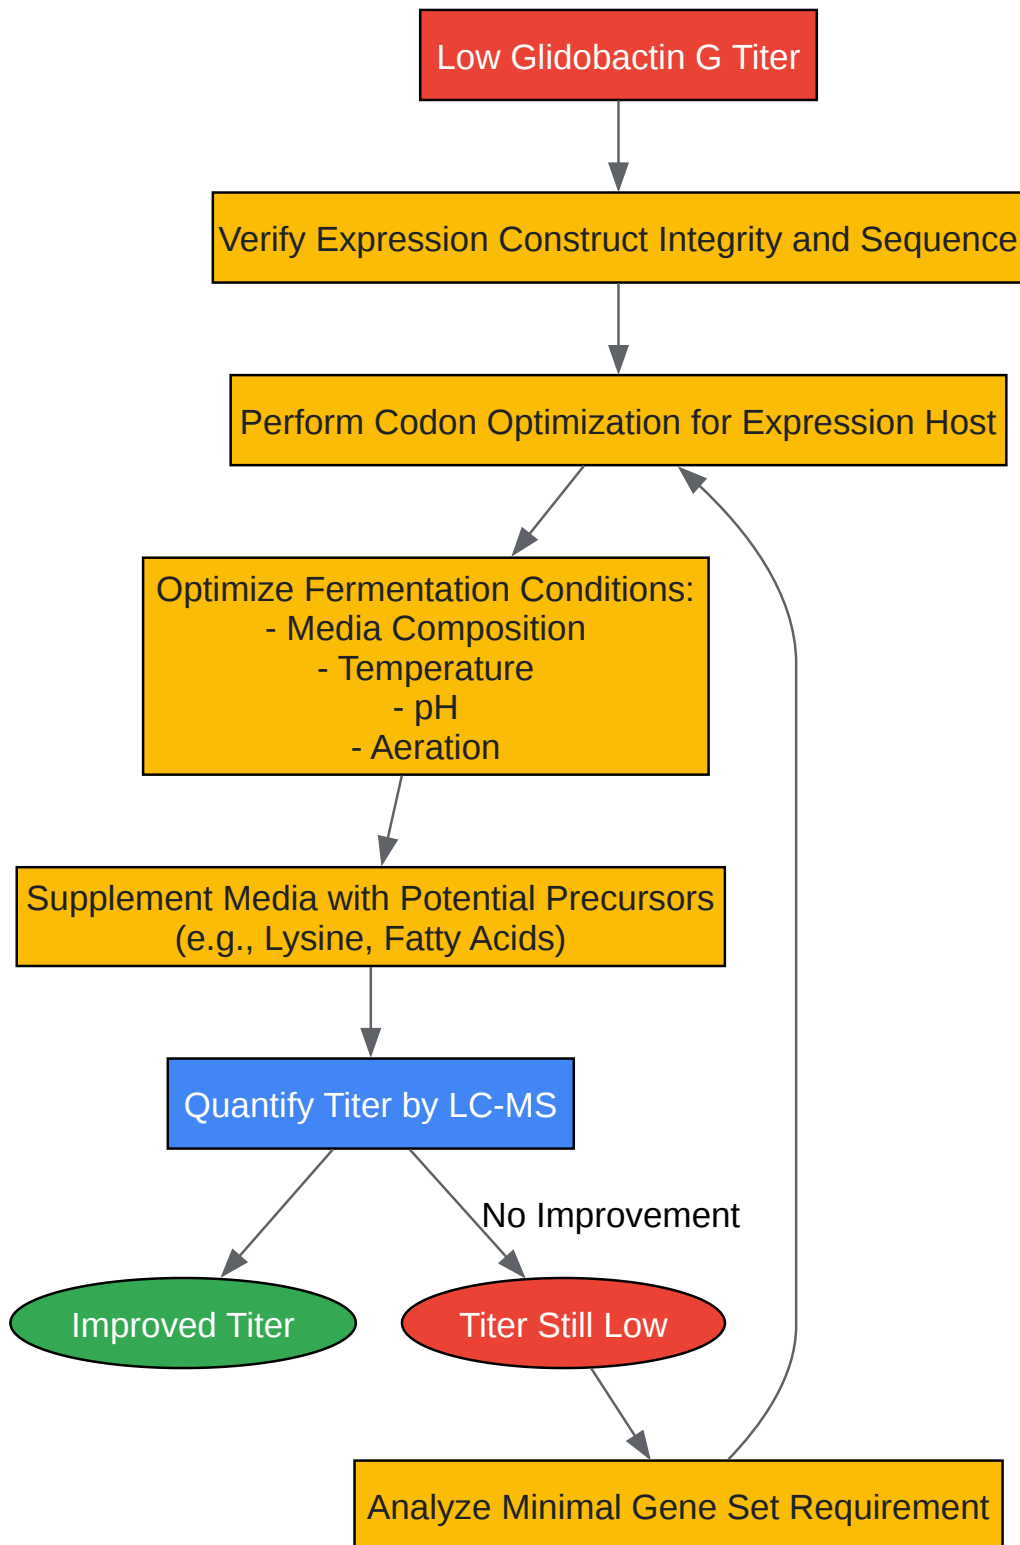 Low Glidobactin G Titer
Verify Expression Construct Integrity and Sequence
Perform Codon Optimization for Expression Host
Optimize Fermentation Conditions:
- Media Composition
- Temperature
- pH
- Aeration
Supplement Media with Potential Precursors
(e.g., Lysine, Fatty Acids)
Quantify Titer by LC-MS
No Improvement
Improved Titer
Titer Still Low
Analyze Minimal Gene Set Requirement